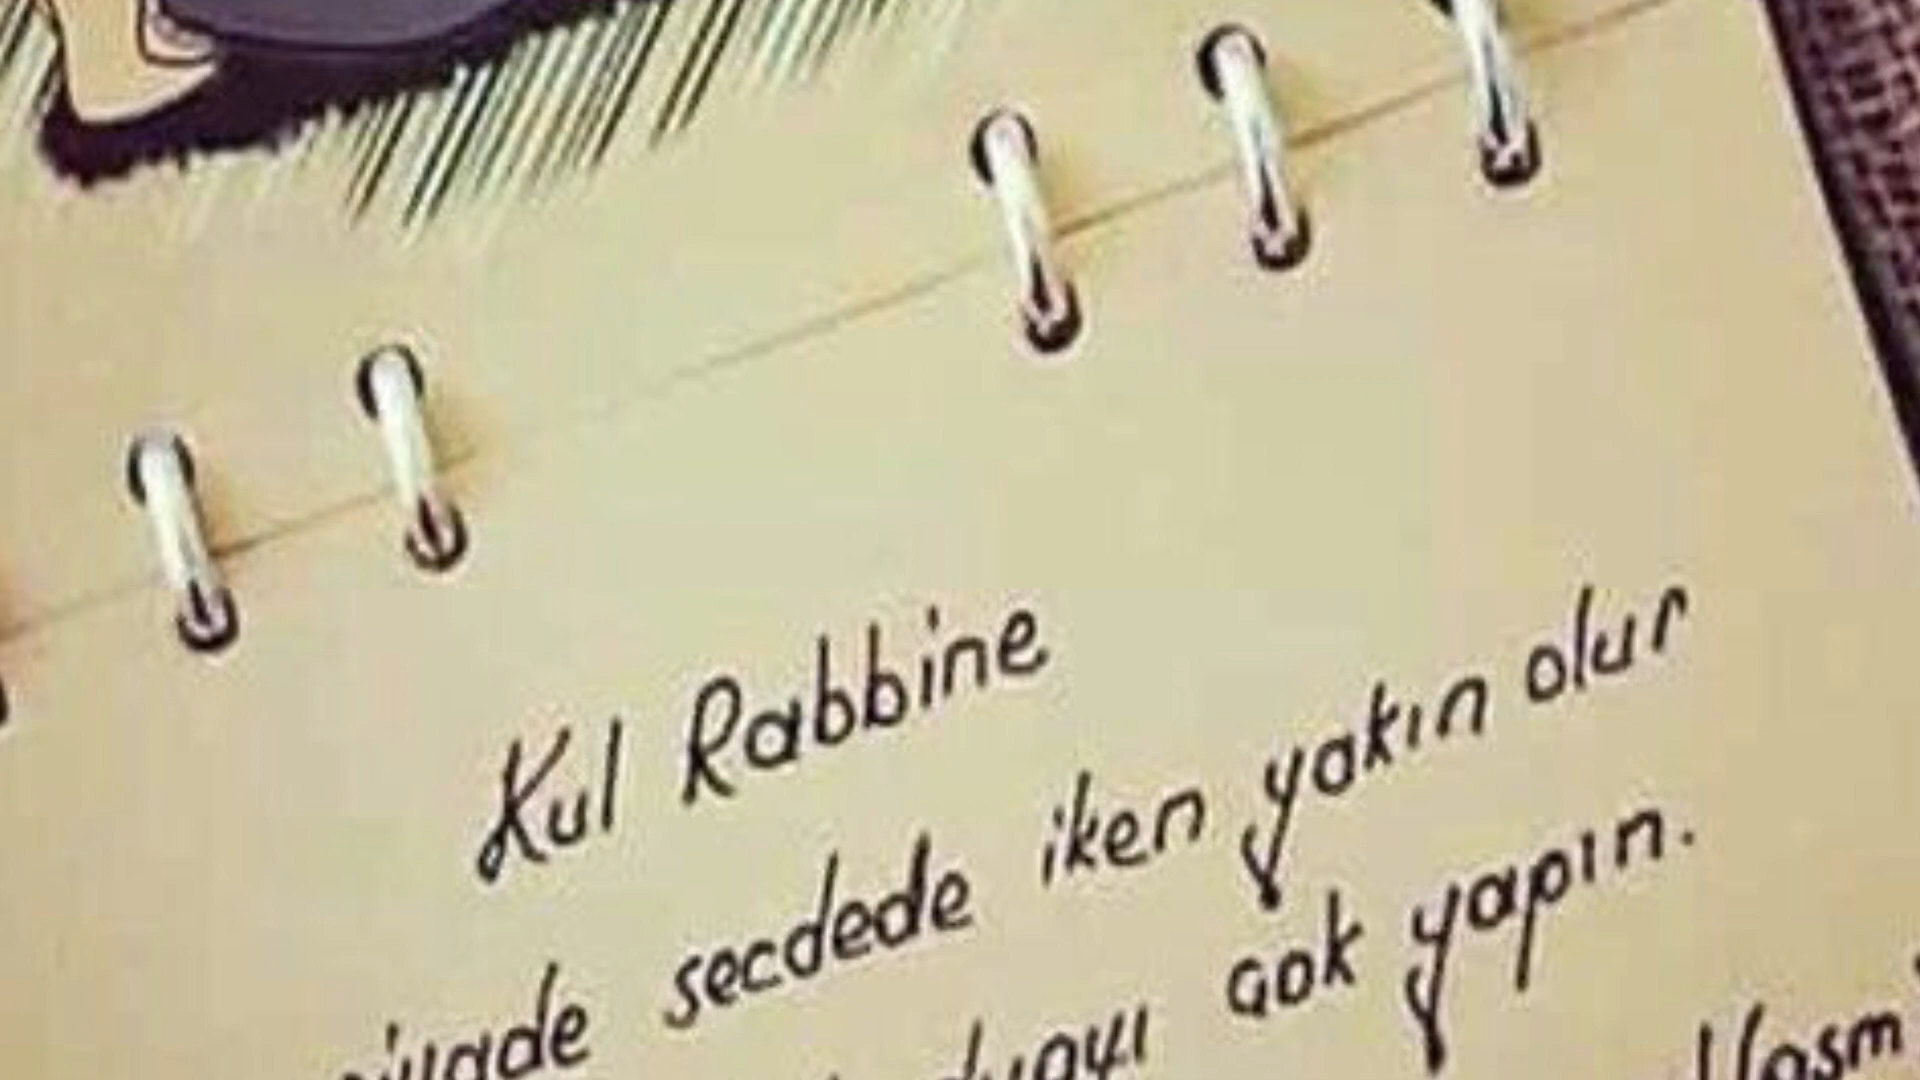 Kul Rabbine
secdede iken yakın olur
duayı çok yapın.